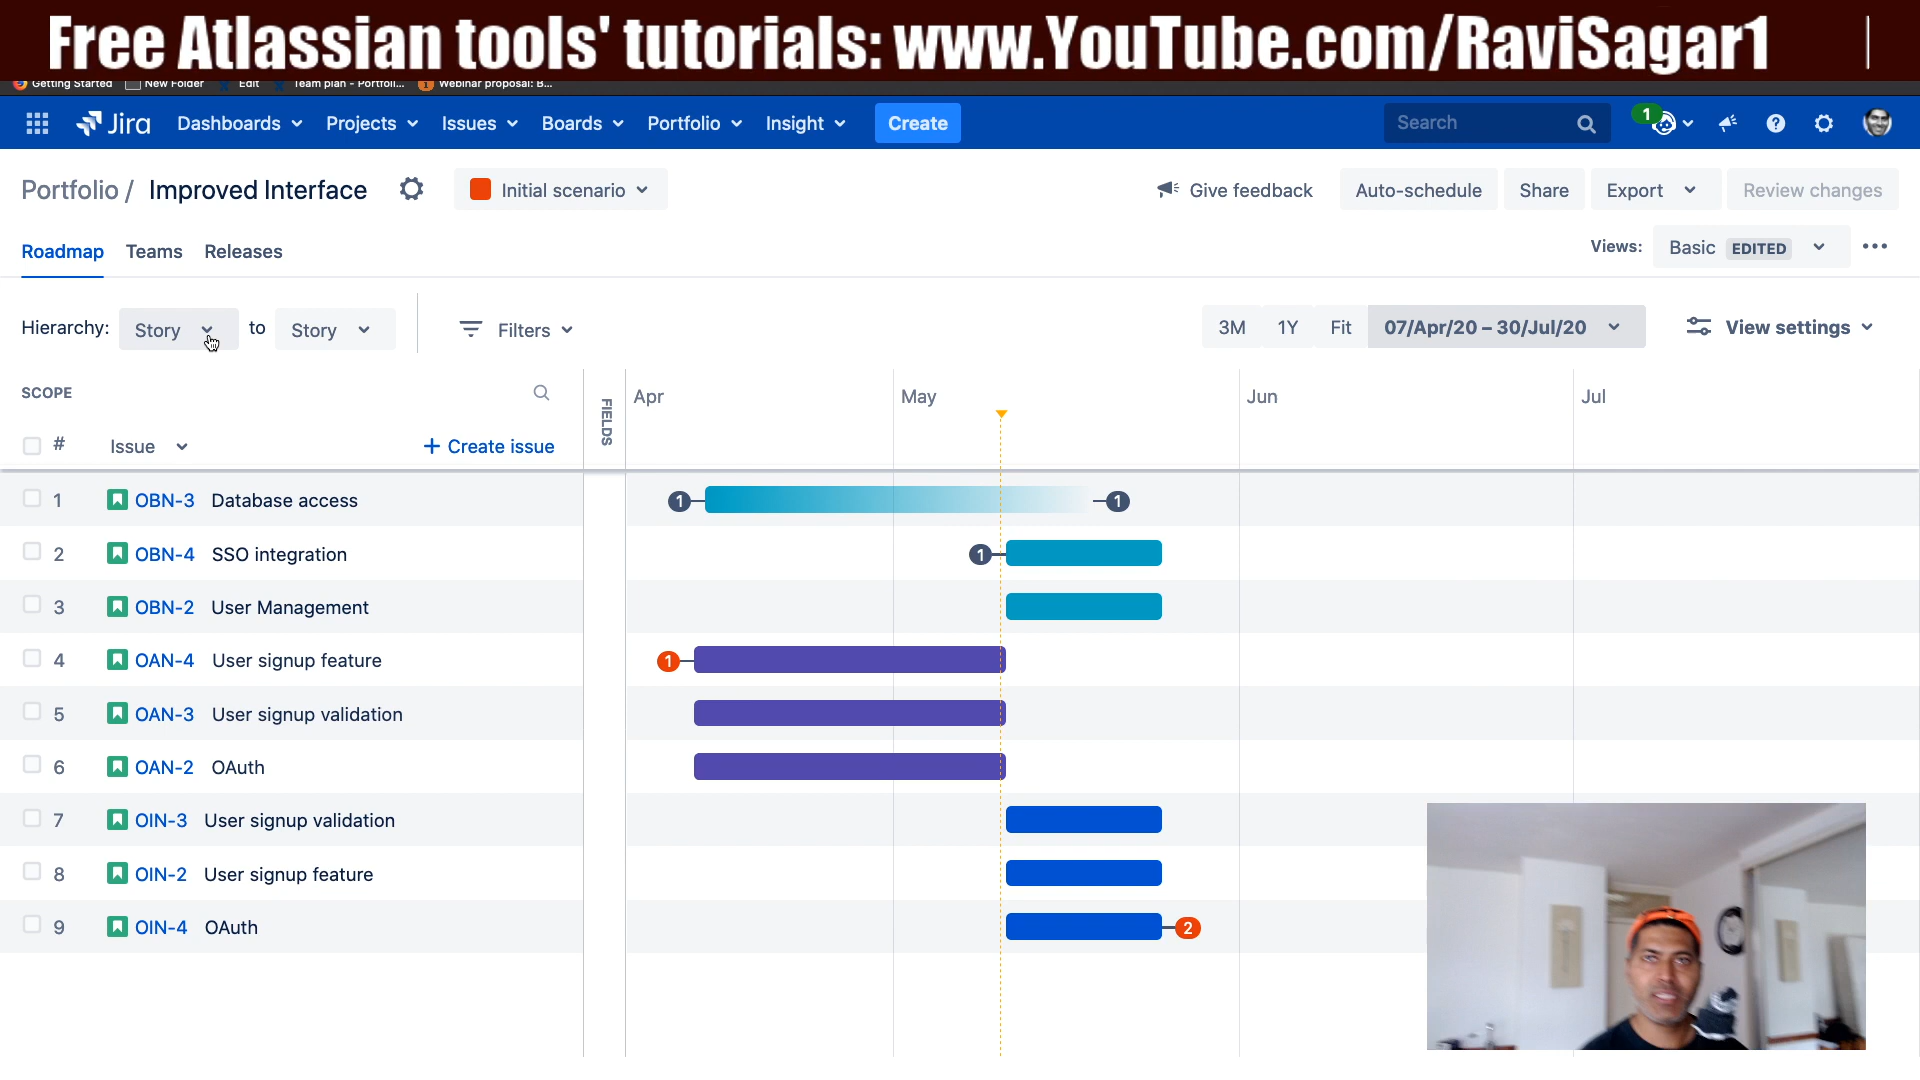 Free Atlassian tools' tutorials: www.YouTube.com/RaviSagar1
Getting Started New Folder Edit Team plan - Portfoli... Webinar proposal: B...
Jira Dashboards Projects Issues Boards Portfolio Insight Create Search 1
Portfolio / Improved Interface Initial scenario Give feedback Auto-schedule Share Export Review changes
Roadmap Teams Releases Views: Basic EDITED
Hierarchy: Story to Story Filters 3M 1Y Fit 07/Apr/20 – 30/Jul/20 View settings
SCOPE FIELDS Apr May Jun Jul
# Issue + Create issue
1 OBN-3 Database access 1 1
2 OBN-4 SSO integration 1
3 OBN-2 User Management
4 OAN-4 User signup feature 1
5 OAN-3 User signup validation
6 OAN-2 OAuth
7 OIN-3 User signup validation
8 OIN-2 User signup feature
9 OIN-4 OAuth 2